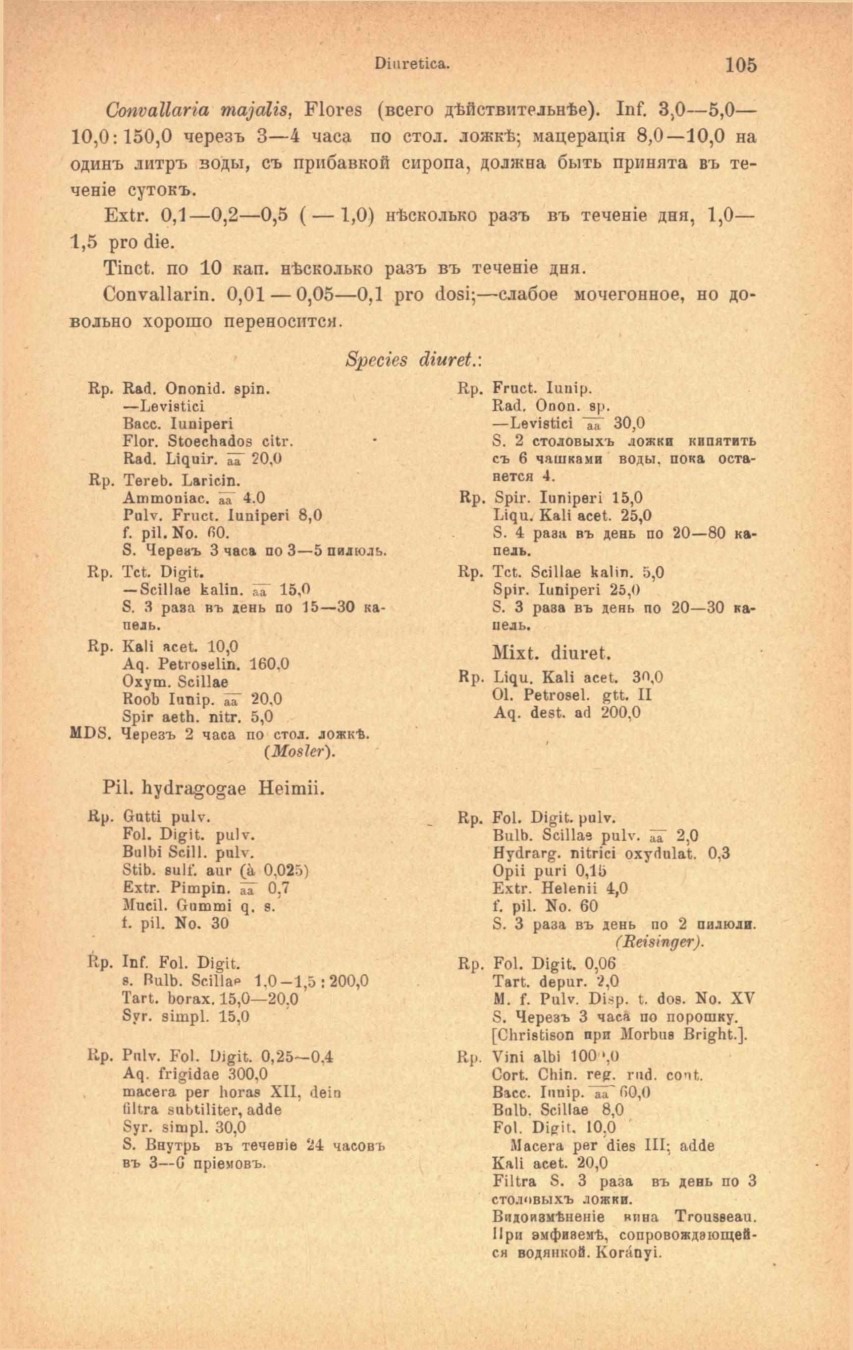 Diuretica. 105
Convallaria majalis, Flores (всего дѣйствительнѣе). Inf. 3,0—5,0—
10,0:150,0 черезъ 3—4 часа по стол. ложкѣ; мацерація 8,0—10,0 на
одинъ литръ воды, съ прибавкой сиропа, должна быть принята въ те-
ченіе сутокъ.
Extr. 0,1—0,2—0,5 (—1,0) нѣсколько разъ въ теченіе дня, 1,0—
1,5 pro die.
Tinct. по 10 кап. нѣсколько разъ въ теченіе дня.
Convallarin. 0,01—0,05—0,1 pro dosi;—слабое мочегонное, но до-
вольно хорошо переносится.
Species diuret.:
Rp. Rad. Ononid. spin.
—Levistici
Bacc. Iuniperi
Flor. Stoechados citr.
Rad. Liquir. aa 20,0
Rp. Tereb. Laricin.
Ammoniac. aa 4.0
Pulv. Fruct. Iuniperi 8,0
f. pil. No. 60.
S. Черезъ 3 часа по 3—5 пилюль.
Rp. Tct. Digit.
—Scillae kalin. aa 15,0
S. 3 раза въ день по 15—30 ка-
пель.
Rp. Kali acet. 10,0
Aq. Petroselin. 160,0
Oxym. Scillae
Roob Iunip. aa 20,0
Spir aeth. nitr. 5,0
MDS. Черезъ 2 часа по стол. ложкѣ.
(Mosler).
Pil. hydragogae Heimii.
Rp. Gutti pulv.
Fol. Digit. pulv.
Bulbi Scill. pulv.
Stib. sulf. aur (à 0,025)
Extr. Pimpin. aa 0,7
Mucil. Gummi q. s.
f. pil. No. 30
Rp. Inf. Fol. Digit.
s. Bulb. Scillae 1,0—1,5:200,0
Tart. borax. 15,0—20,0
Syr. simpl. 15,0
Rp. Pulv. Fol. Digit. 0,25—0,4
Aq. frigidae 300,0
macera per horas XII, dein
filtra subtiliter, adde
Syr. simpl. 30,0
S. Внутрь въ теченіе 24 часовъ
въ 3—6 пріемовъ.
Rp. Fruct. Iunip.
Rad. Onon. sp.
—Levistici aa 30,0
S. 2 столовыхъ ложки кипятить
съ 6 чашками воды, пока оста-
нется 4.
Rp. Spir. Iuniperi 15,0
Liqu. Kali acet. 25,0
S. 4 раза въ день по 20—80 ка-
пель.
Rp. Tct. Scillae kalin. 5,0
Spir. Iuniperi 25,0
S. 3 раза въ день по 20—30 ка-
пель.
Mixt. diuret.
Rp. Liqu. Kali acet. 30,0
Ol. Petrosel. gtt. II
Aq. dest. ad 200,0
Rp. Fol. Digit. pulv.
Bulb. Scillae pulv. aa 2,0
Hydrarg. nitrici oxydulat. 0,3
Opii puri 0,15
Extr. Helenii 4,0
f. pil. No. 60
S. 3 раза въ день по 2 пилюли.
(Reisinger).
Rp. Fol. Digit. 0,06
Tart. depur. 2,0
M. f. Pulv. Disp. t. dos. No. XV
S. Черезъ 3 часа по порошку.
[Christison при Morbus Bright.].
Rp. Vini albi 1000,0
Cort. Chin. reg. rud. cont.
Bacc. Iunip. aa 60,0
Bulb. Scillae 8,0
Fol. Digit. 10,0
Macera per dies III; adde
Kali acet. 20,0
Filtra S. 3 раза въ день по 3
столовыхъ ложки.
Видоизмѣненіе вина Trousseau.
При эмфиземѣ, сопровождающей-
ся водянкой. Korányi.